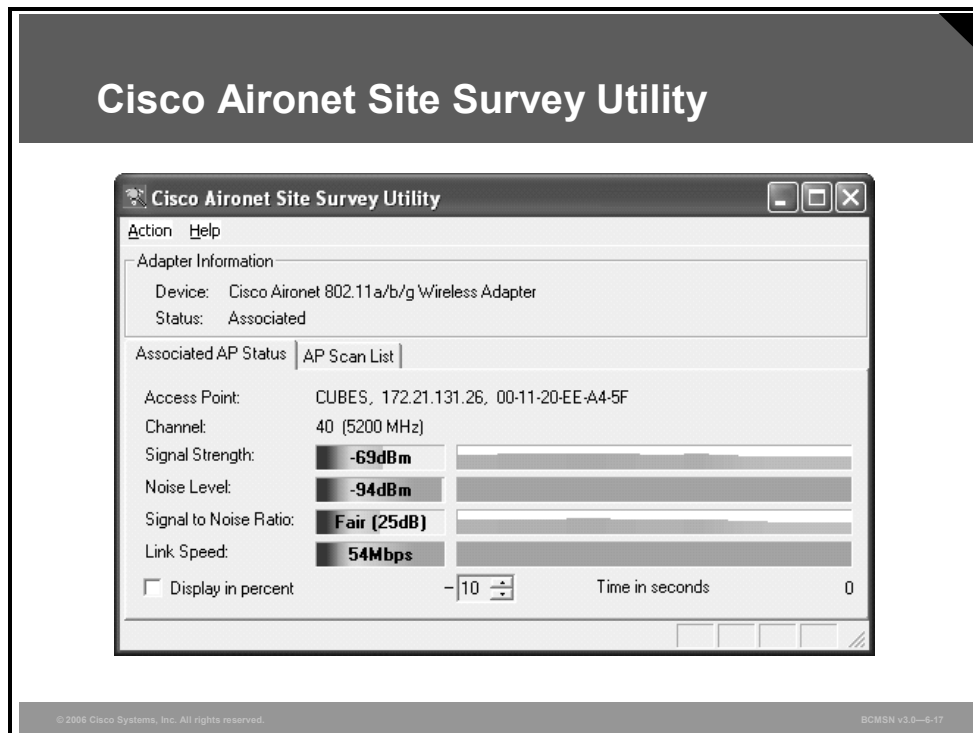 Cisco Aironet Site Survey Utility
Cisco Aironet Site Survey Utility
Action Help
Adapter Information
Device: Cisco Aironet 802.11a/b/g Wireless Adapter
Status: Associated
Associated AP Status AP Scan List
Access Point: CUBES, 172.21.131.26, 00-11-20-EE-A4-5F
Channel: 40 (5200 MHz)
Signal Strength: -69dBm
Noise Level: -94dBm
Signal to Noise Ratio: Fair (25dB)
Link Speed: 54Mbps
Display in percent -10 Time in seconds 0
© 2006 Cisco Systems, Inc. All rights reserved. BCMSN v3.0—6-17